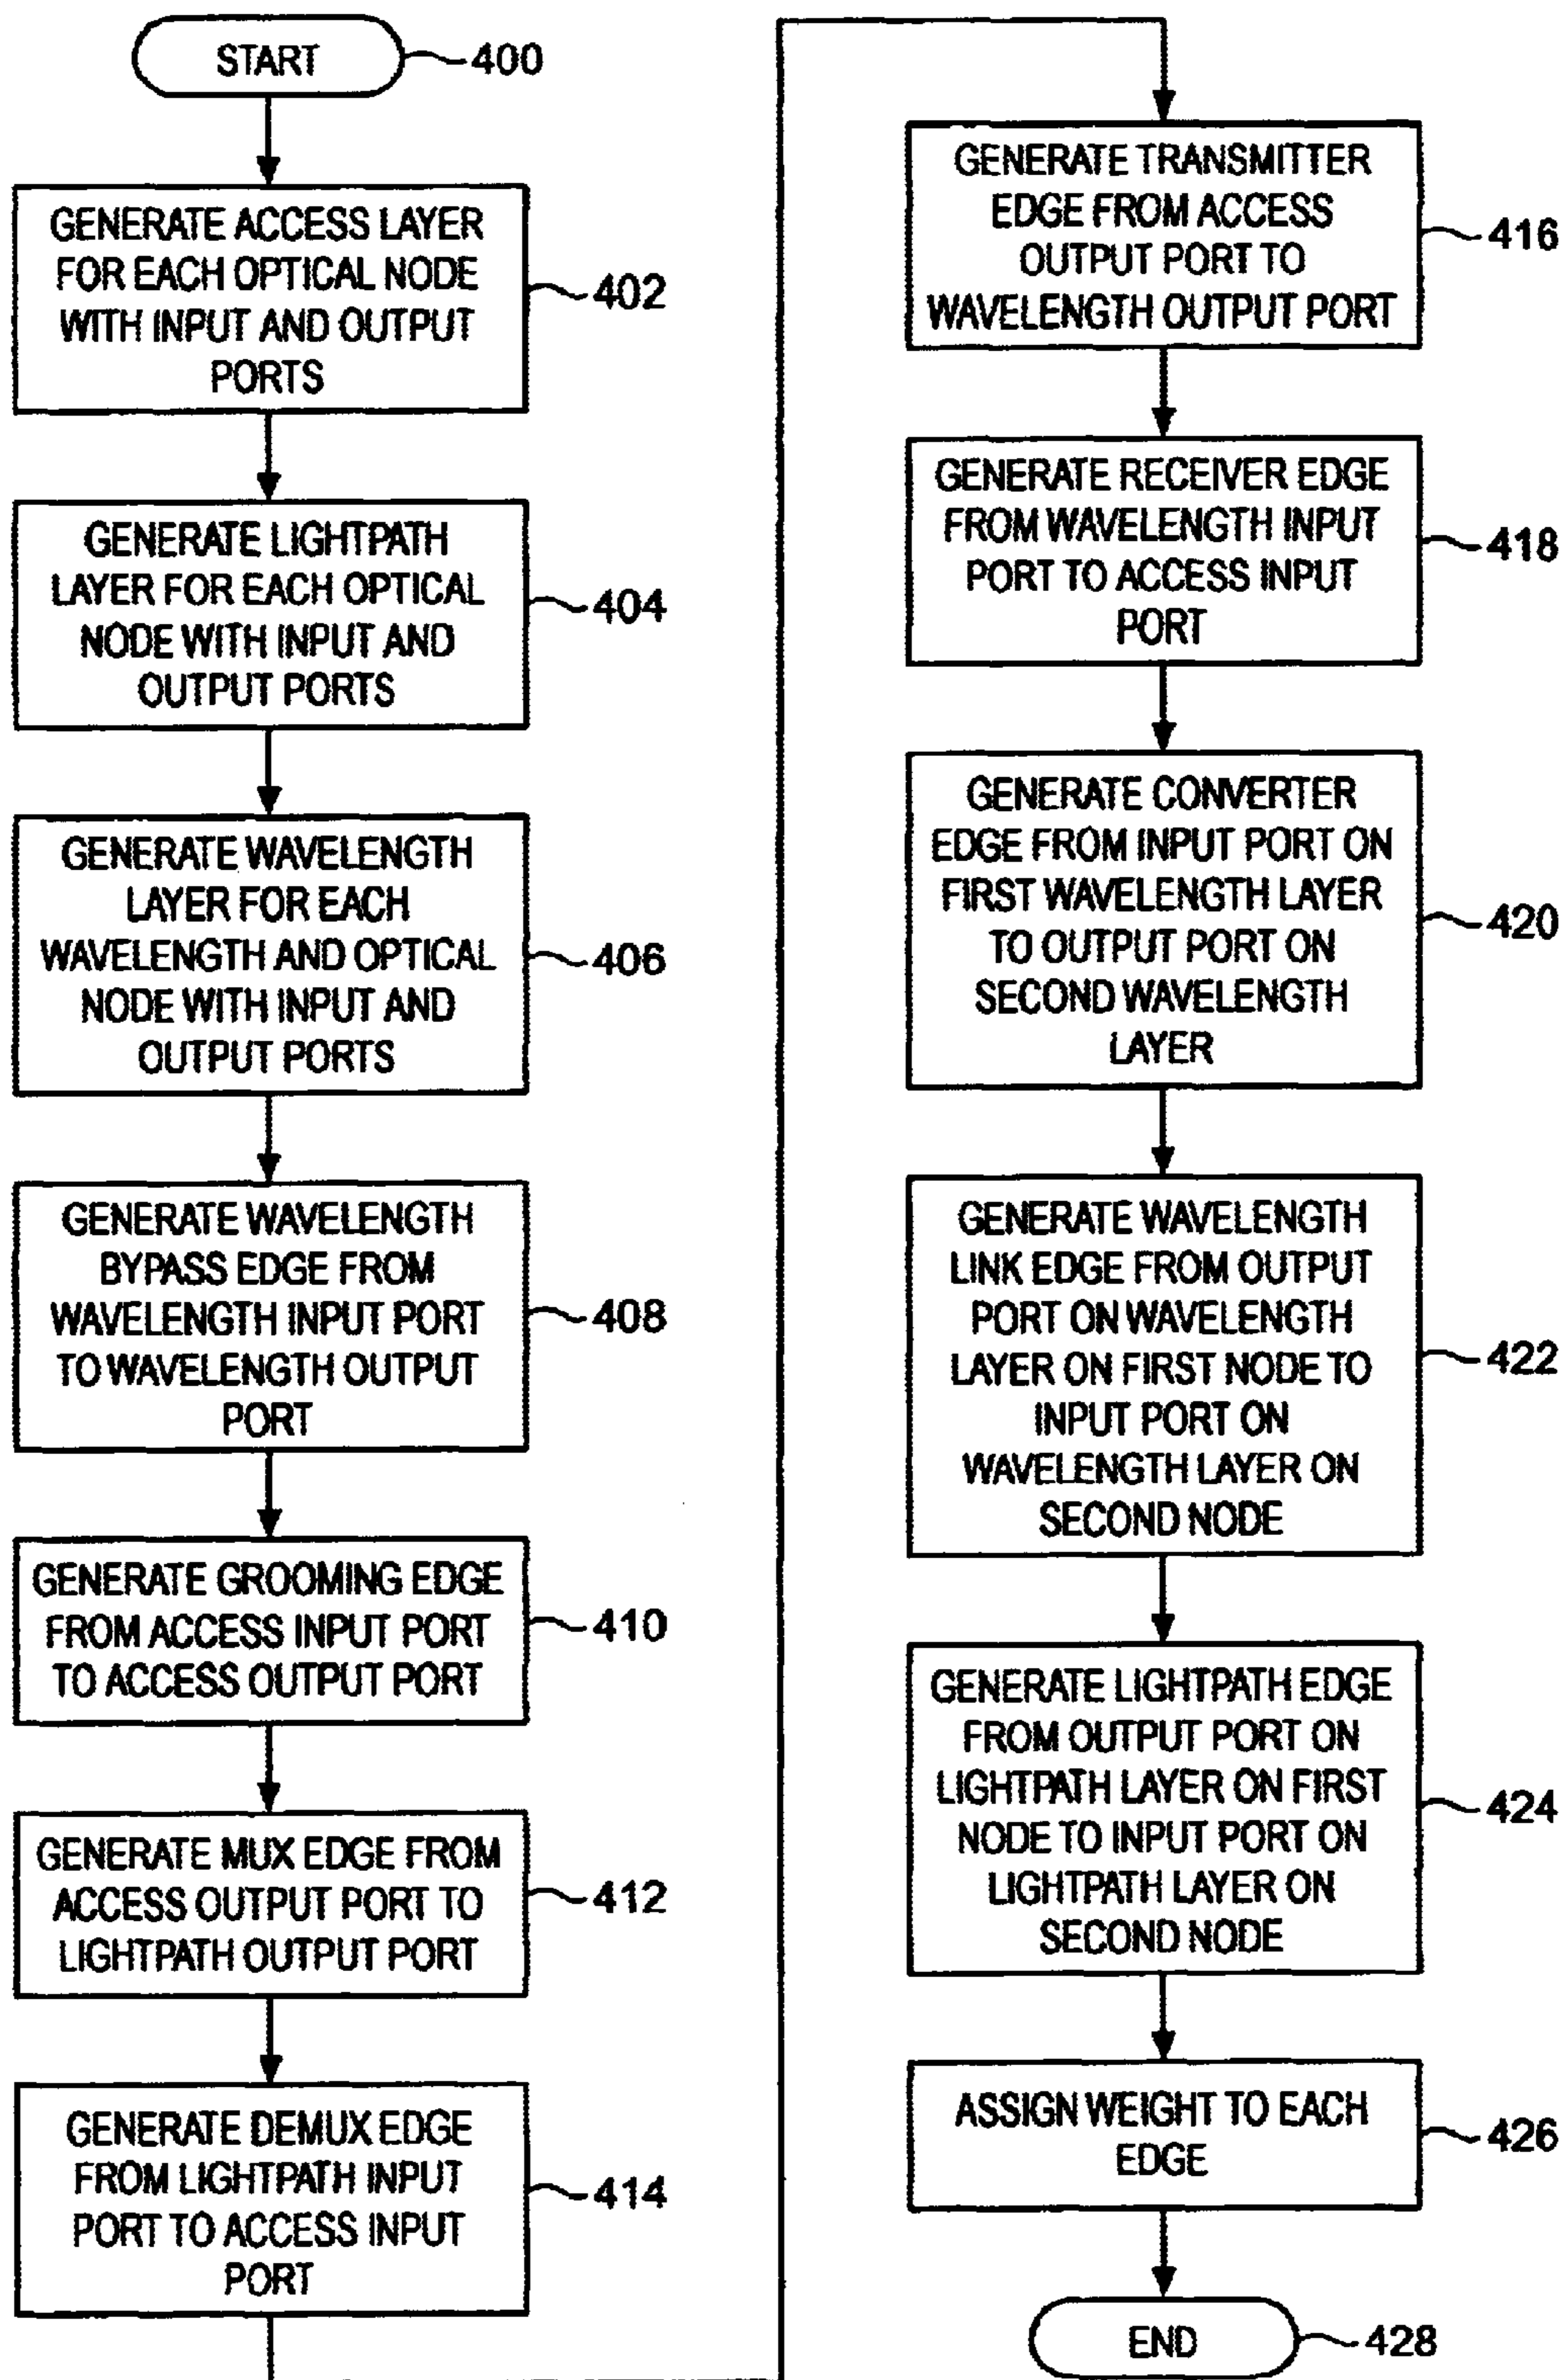 START
400
GENERATE ACCESS LAYER
FOR EACH OPTICAL NODE
WITH INPUT AND OUTPUT
PORTS
402
GENERATE LIGHTPATH
LAYER FOR EACH OPTICAL
NODE WITH INPUT AND
OUTPUT PORTS
404
GENERATE WAVELENGTH
LAYER FOR EACH
WAVELENGTH AND OPTICAL
NODE WITH INPUT AND
OUTPUT PORTS
406
GENERATE WAVELENGTH
BYPASS EDGE FROM
WAVELENGTH INPUT PORT
TO WAVELENGTH OUTPUT
PORT
408
GENERATE GROOMING EDGE
FROM ACCESS INPUT PORT
TO ACCESS OUTPUT PORT
410
GENERATE MUX EDGE FROM
ACCESS OUTPUT PORT TO
LIGHTPATH OUTPUT PORT
412
GENERATE DEMUX EDGE
FROM LIGHTPATH INPUT
PORT TO ACCESS INPUT
PORT
414
GENERATE TRANSMITTER
EDGE FROM ACCESS
OUTPUT PORT TO
WAVELENGTH OUTPUT PORT
416
GENERATE RECEIVER EDGE
FROM WAVELENGTH INPUT
PORT TO ACCESS INPUT
PORT
418
GENERATE CONVERTER
EDGE FROM INPUT PORT ON
FIRST WAVELENGTH LAYER
TO OUTPUT PORT ON
SECOND WAVELENGTH
LAYER
420
GENERATE WAVELENGTH
LINK EDGE FROM OUTPUT
PORT ON WAVELENGTH
LAYER ON FIRST NODE TO
INPUT PORT ON
WAVELENGTH LAYER ON
SECOND NODE
422
GENERATE LIGHTPATH EDGE
FROM OUTPUT PORT ON
LIGHTPATH LAYER ON FIRST
NODE TO INPUT PORT ON
LIGHTPATH LAYER ON
SECOND NODE
424
ASSIGN WEIGHT TO EACH
EDGE
426
END
428